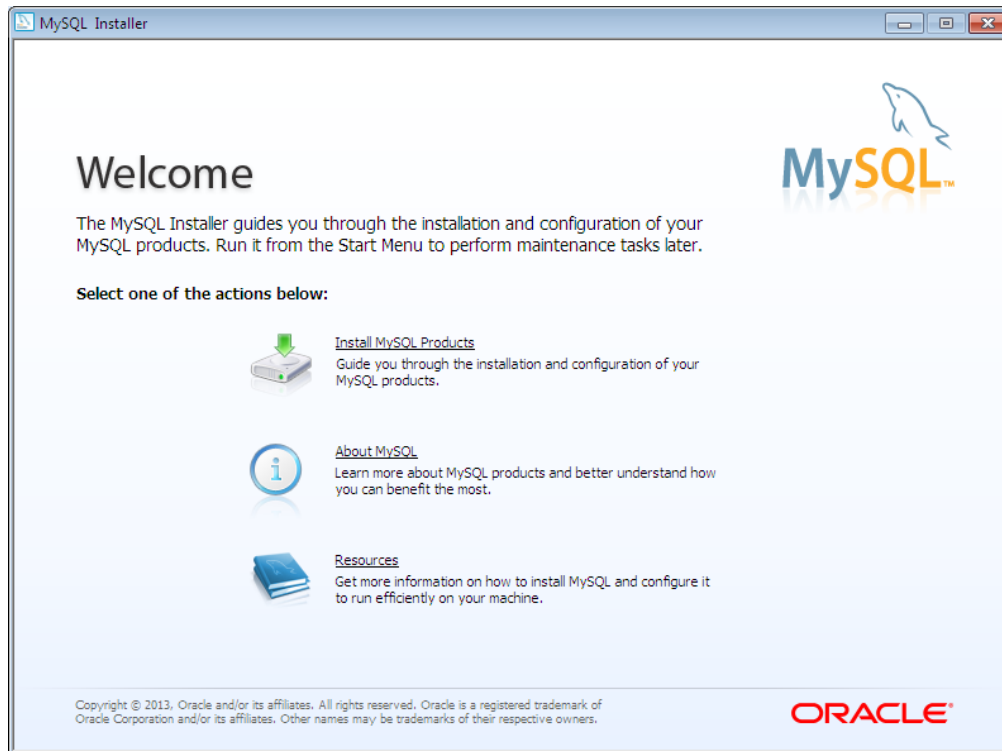 MySQL Installer
MySQL™
Welcome
The MySQL Installer guides you through the installation and configuration of your
MySQL products. Run it from the Start Menu to perform maintenance tasks later.
Select one of the actions below:
Install MySQL Products
Guide you through the installation and configuration of your
MySQL products.
About MySQL
Learn more about MySQL products and better understand how
you can benefit the most.
Resources
Get more information on how to install MySQL and configure it
to run efficiently on your machine.
Copyright © 2013, Oracle and/or its affiliates. All rights reserved. Oracle is a registered trademark of
Oracle Corporation and/or its affiliates. Other names may be trademarks of their respective owners.
ORACLE®